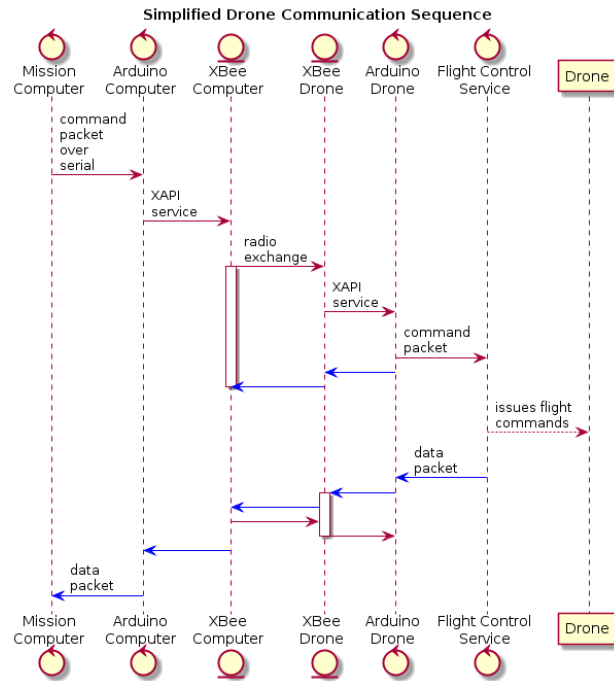 Simplified Drone Communication Sequence
Mission
Computer
Arduino
Computer
XBee
Computer
XBee
Drone
Arduino
Drone
Flight Control
Service
Drone
command
packet
over
serial
XAPI
service
radio
exchange
XAPI
service
command
packet
issues flight
commands
data
packet
data
packet
Mission
Computer
Arduino
Computer
XBee
Computer
XBee
Drone
Arduino
Drone
Flight Control
Service
Drone